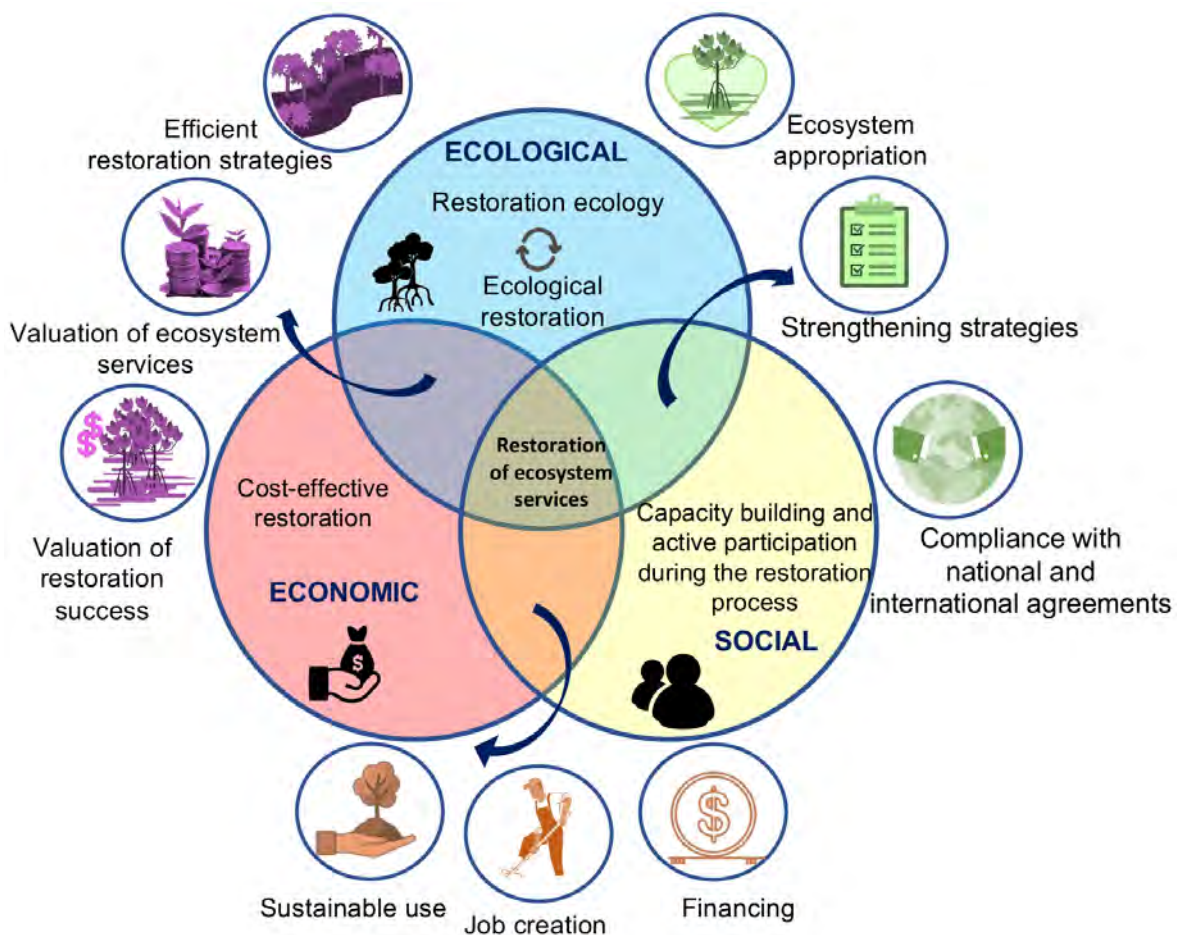 Efficient
restoration strategies
Ecosystem
appropriation
ECOLOGICAL
Restoration ecology
Ecological
restoration
Valuation of ecosystem
services
Strengthening strategies
Restoration
of ecosystem
services
Cost-effective
restoration
ECONOMIC
$
Capacity building and
active participation
during the restoration
process
SOCIAL
$$
Valuation of
restoration
success
Compliance with
national and
international agreements
Sustainable use
Job creation
$
Financing